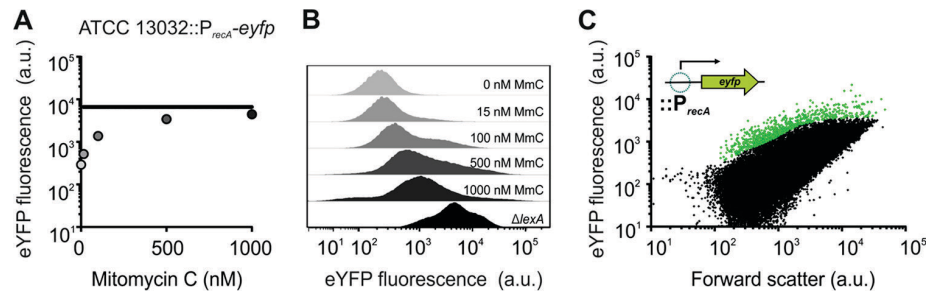 A
ATCC 13032::PrecA-eyfp
eYFP fluorescence (a.u.)
10⁵
10⁴
10³
10²
10¹
0
500
1000
Mitomycin C (nM)
B
0 nM MmC
15 nM MmC
100 nM MmC
500 nM MmC
1000 nM MmC
ΔlexA
0
10²
10³
10⁴
10⁵
eYFP fluorescence (a.u.)
C
eYFP fluorescence (a.u.)
10⁵
10⁴
10³
10²
10¹
eyfp
::PrecA
10¹
10²
10³
10⁴
10⁵
Forward scatter (a.u.)